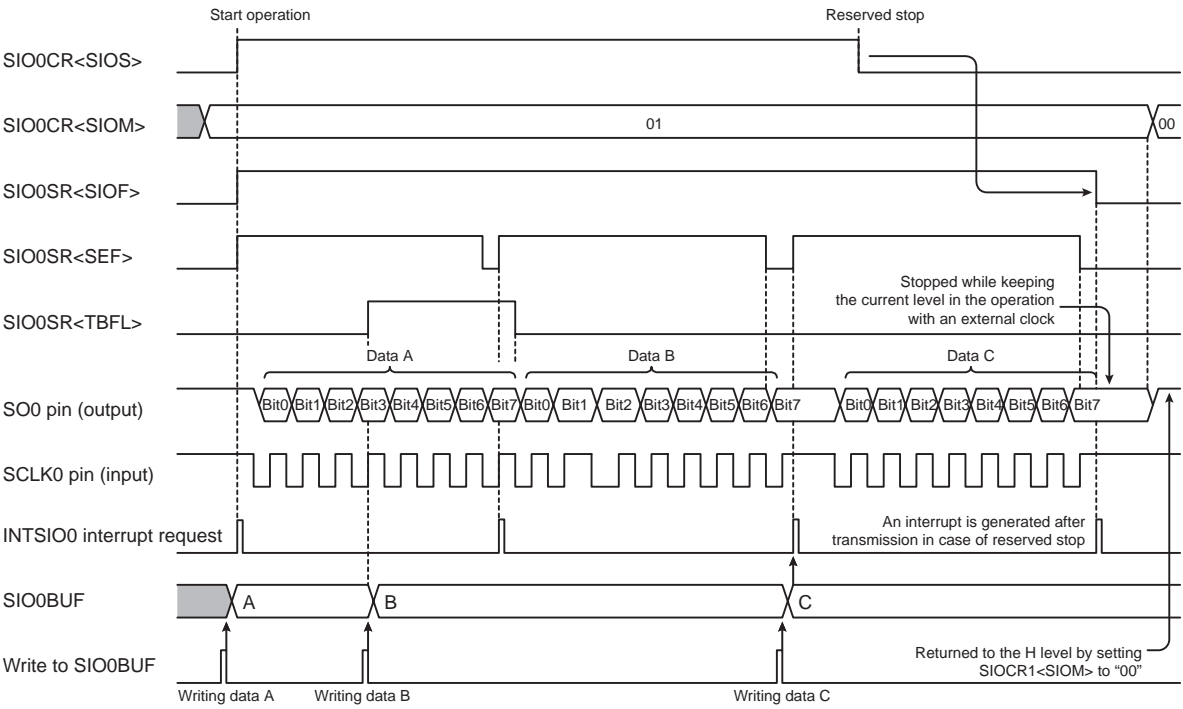 Start operation
Reserved stop
SIO0CR<SIOS>
SIO0CR<SIOM>
01
00
SIO0SR<SIOF>
SIO0SR<SEF>
Stopped while keeping
the current level in the operation
with an external clock
SIO0SR<TBFL>
Data A
Data B
Data C
SO0 pin (output)
Bit0 Bit1 Bit2 Bit3 Bit4 Bit5 Bit6 Bit7 Bit0 Bit1 Bit2 Bit3 Bit4 Bit5 Bit6 Bit7 Bit0 Bit1 Bit2 Bit3 Bit4 Bit5 Bit6 Bit7
SCLK0 pin (input)
INTSIO0 interrupt request
An interrupt is generated after
transmission in case of reserved stop
SIO0BUF
A
B
C
Write to SIO0BUF
Returned to the H level by setting
SIOCR1<SIOM> to “00”
Writing data A
Writing data B
Writing data C